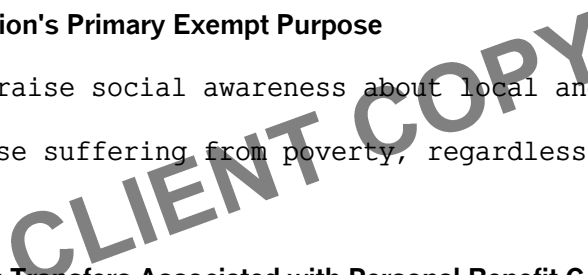 ion's Primary Exempt Purpose
raise social awareness about local an
se suffering from poverty, regardless
CLIENT COPY
Transfers Associated with Personal Benefit C